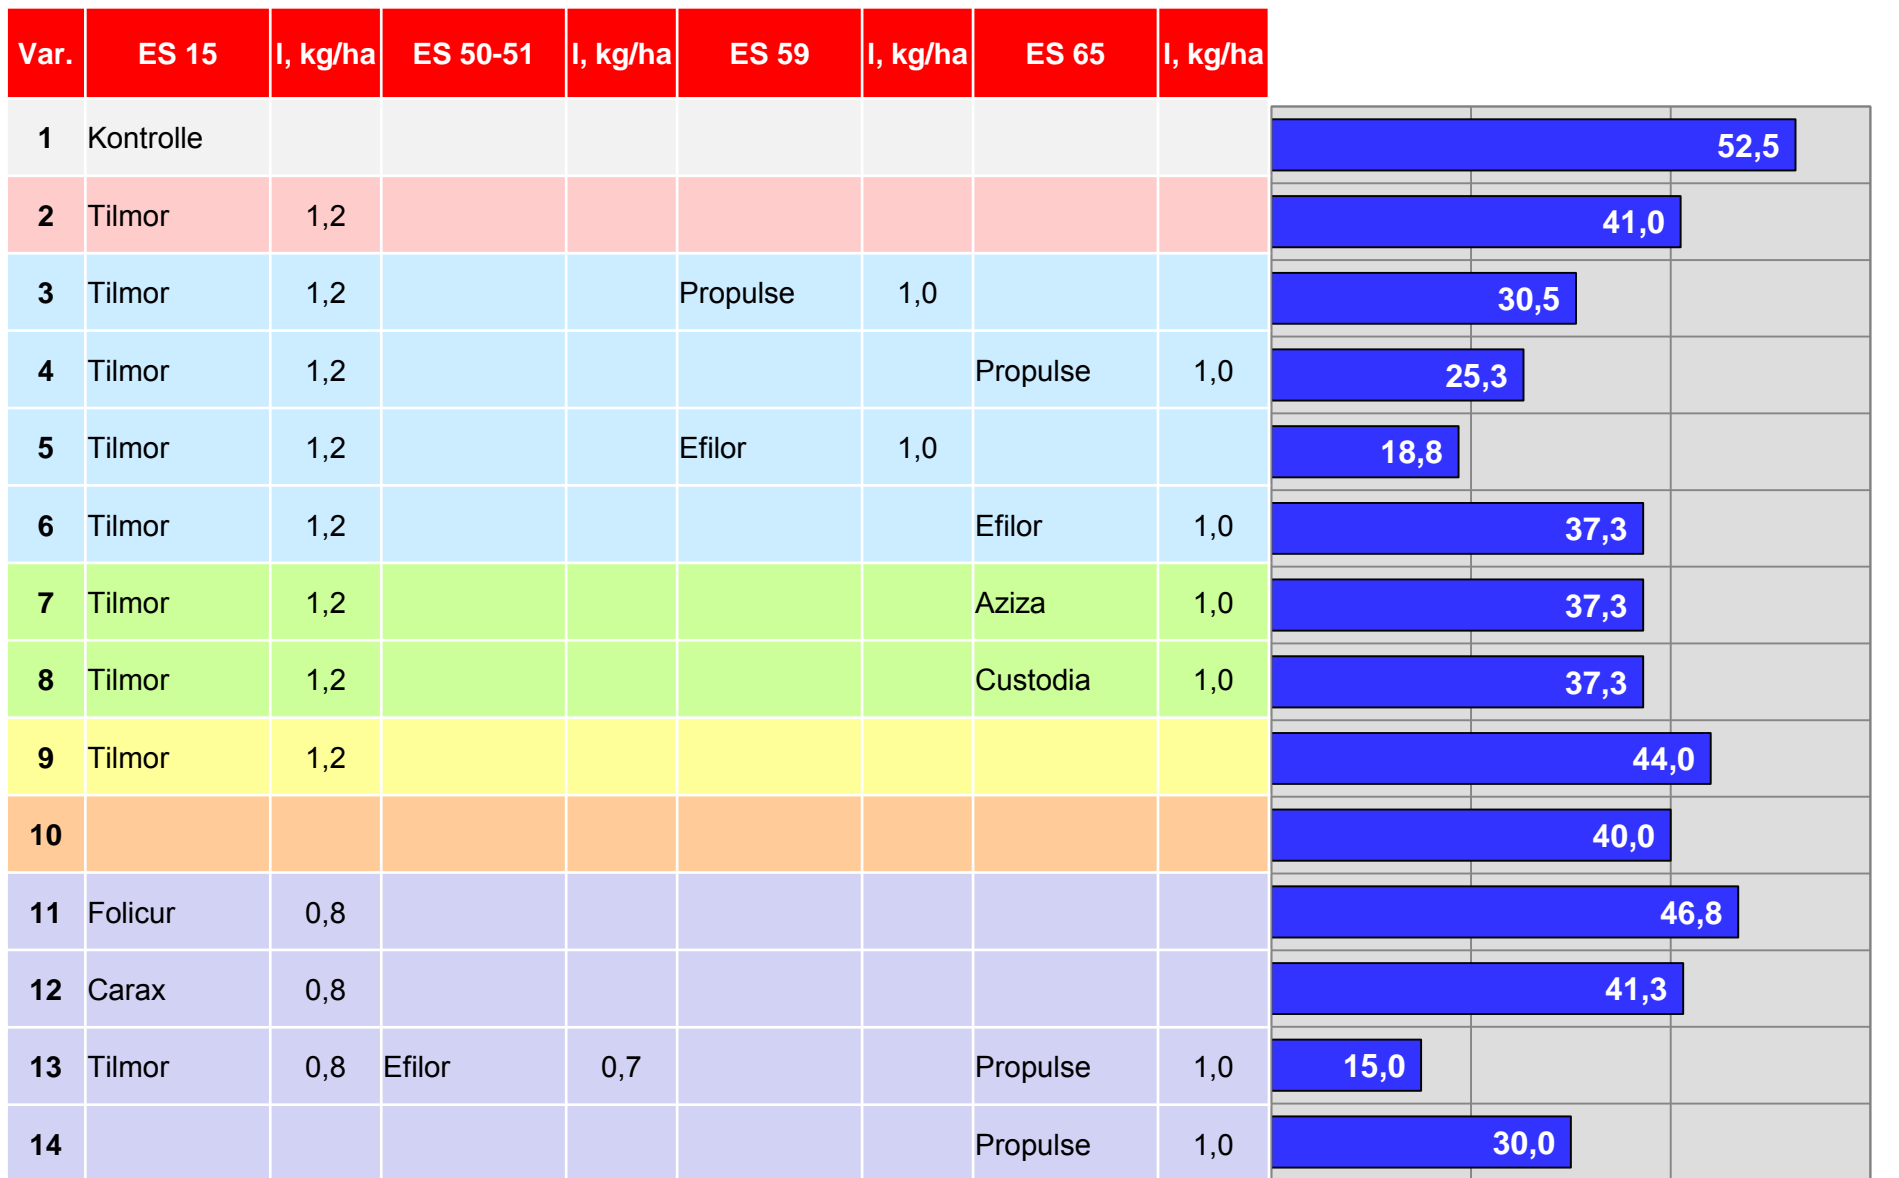 Var. ES 15 l, kg/ha ES 50-51 l, kg/ha ES 59 l, kg/ha ES 65 l, kg/ha
1 Kontrolle 52,5
2 Tilmor 1,2 41,0
3 Tilmor 1,2 Propulse 1,0 30,5
4 Tilmor 1,2 Propulse 1,0 25,3
5 Tilmor 1,2 Efilor 1,0 18,8
6 Tilmor 1,2 Efilor 1,0 37,3
7 Tilmor 1,2 Aziza 1,0 37,3
8 Tilmor 1,2 Custodia 1,0 37,3
9 Tilmor 1,2 44,0
10 40,0
11 Folicur 0,8 46,8
12 Carax 0,8 41,3
13 Tilmor 0,8 Efilor 0,7 Propulse 1,0 15,0
14 Propulse 1,0 30,0